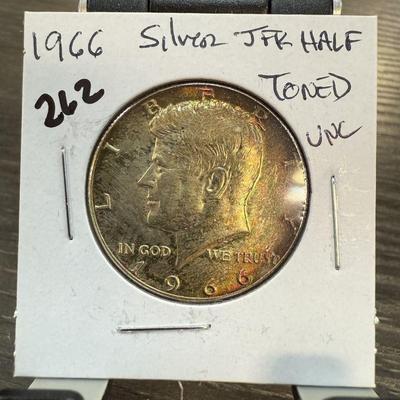 1966 Silver JFK HALF
262 TONED
UNC
LIBERTY
IN GOD WE TRUST
1966